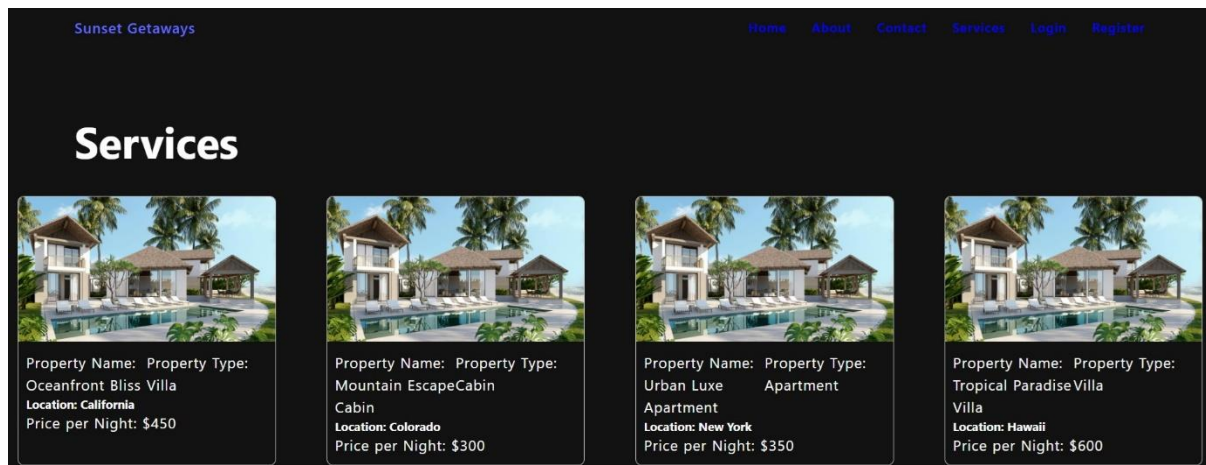 Sunset Getaways
Home About Contact Services Login Register
Services
Property Name: Property Type:
Oceanfront Bliss Villa
Location: California
Price per Night: $450
Property Name: Property Type:
Mountain Escape Cabin
Cabin
Location: Colorado
Price per Night: $300
Property Name: Property Type:
Urban Luxe Apartment
Apartment
Location: New York
Price per Night: $350
Property Name: Property Type:
Tropical Paradise Villa
Villa
Location: Hawaii
Price per Night: $600